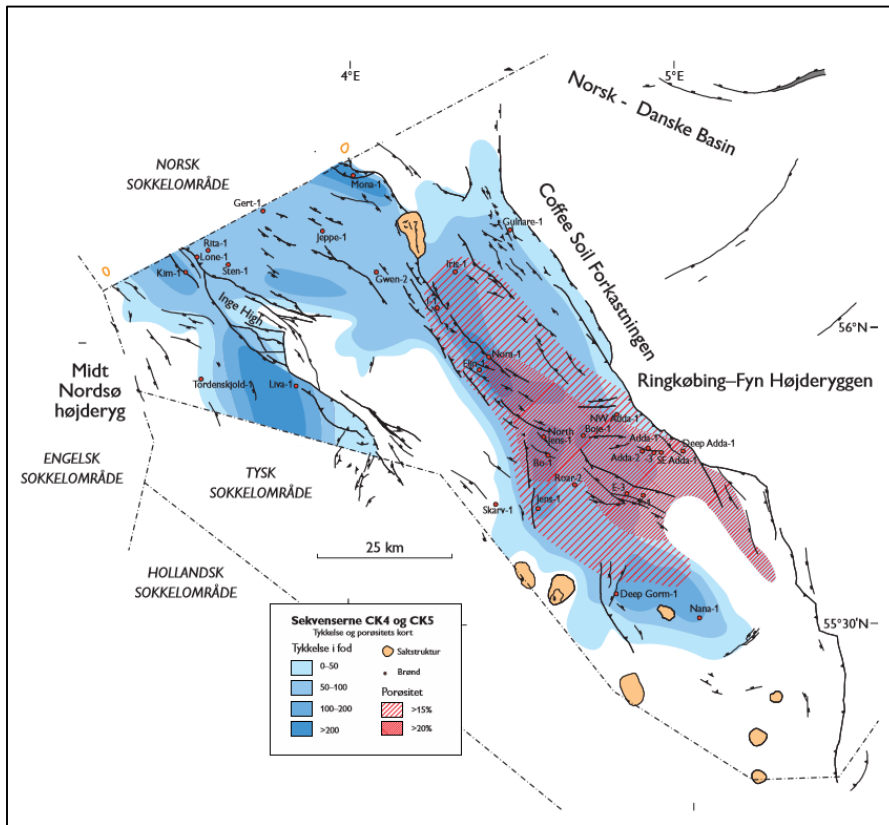 4°E
5°E
Norsk - Danske Basin
NORSK
SOKKELOMRÅDE
Mona-1
Gert-1
Jeppe-1
Gulnare-1
Coffee Soil Forkastningen
Rita-1
Lone-1
Sten-1
Kim-1
Gwen-2
Iris-1
I-1
Inge High
56°N
Nora-1
Elin-1
Midt
Nordsø
højderyg
Tordenskjold-1
Liva-1
Ringkøbing–Fyn Højderyggen
NW Adda-1
North
Jens-1
Boje-1
Adda-1
Deep Adda-1
Adda-2
-3
SE Adda-1
Bo-1
ENGELSK
SOKKELOMRÅDE
TYSK
SOKKELOMRÅDE
Roar-2
E-3
Skarv-1
Jens-1
25 km
HOLLANDSK
SOKKELOMRÅDE
Deep Gorm-1
Nana-1
55°30'N
Sekvenserne CK4 og CK5
Tykkelse og porøsitets kort
Tykkelse i fod
0–50
50–100
100–200
>200
Saltstruktur
Brønd
Porøsitet
>15%
>20%